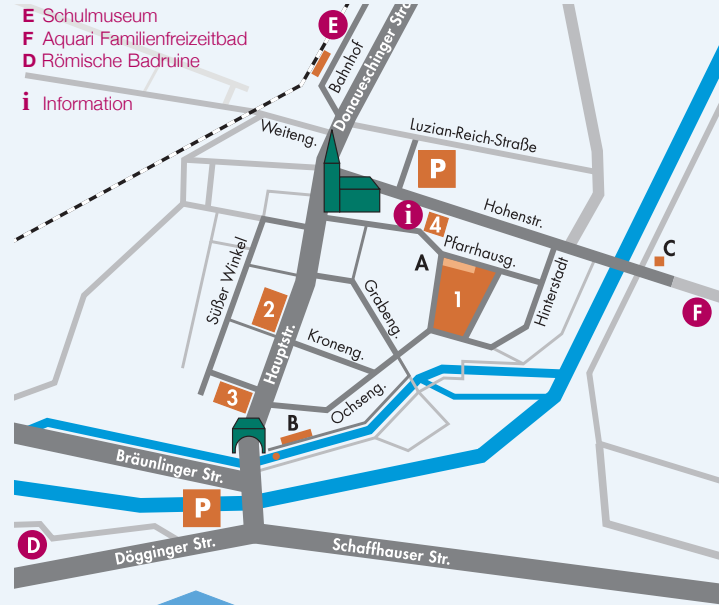 E Schulmuseum
F Aquari Familienfreizeitbad
D Römische Badruine
i Information
E
Bahnhof
Donaueschinger Stra
Weiteng.
Luzian-Reich-Straße
P
Hohenstr.
i
4
Pfarrhausg.
A
C
1
F
Süßer Winkel
Hinterstadt
2
Grabeng.
Hauptstr.
Kroneng.
3
Ochseng.
B
Bräunlinger Str.
P
D
Dögginger Str.
Schaffhauser Str.